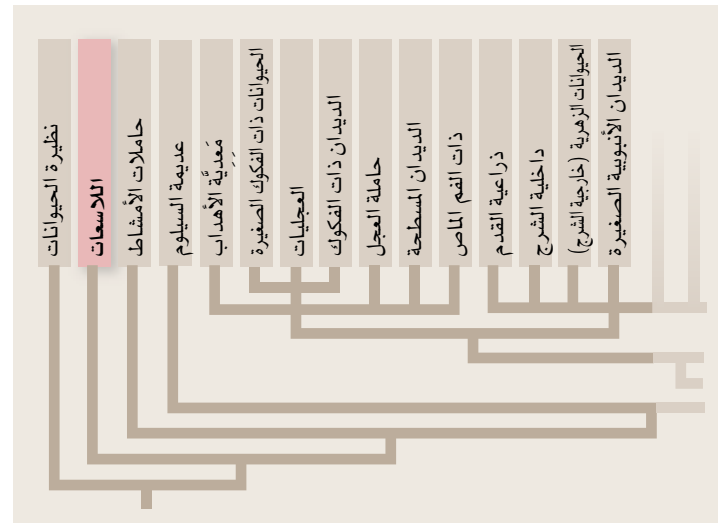 نظيرة الحيوانات
اللاسعات
حاملات الأمشاط
عديمة السيلوم
مَعَدِيَّة الأهداب
الحيوانات ذات الفكوك الصغيرة
العجليات
الديدان ذات الفكوك
حاملة العجل
الديدان المسطحة
ذات الفم الماص
ذراعية القدم
داخلية الشرج
الحيوانات الزهرية (خارجية الشرج)
الديدان الأنبوبية الصغيرة